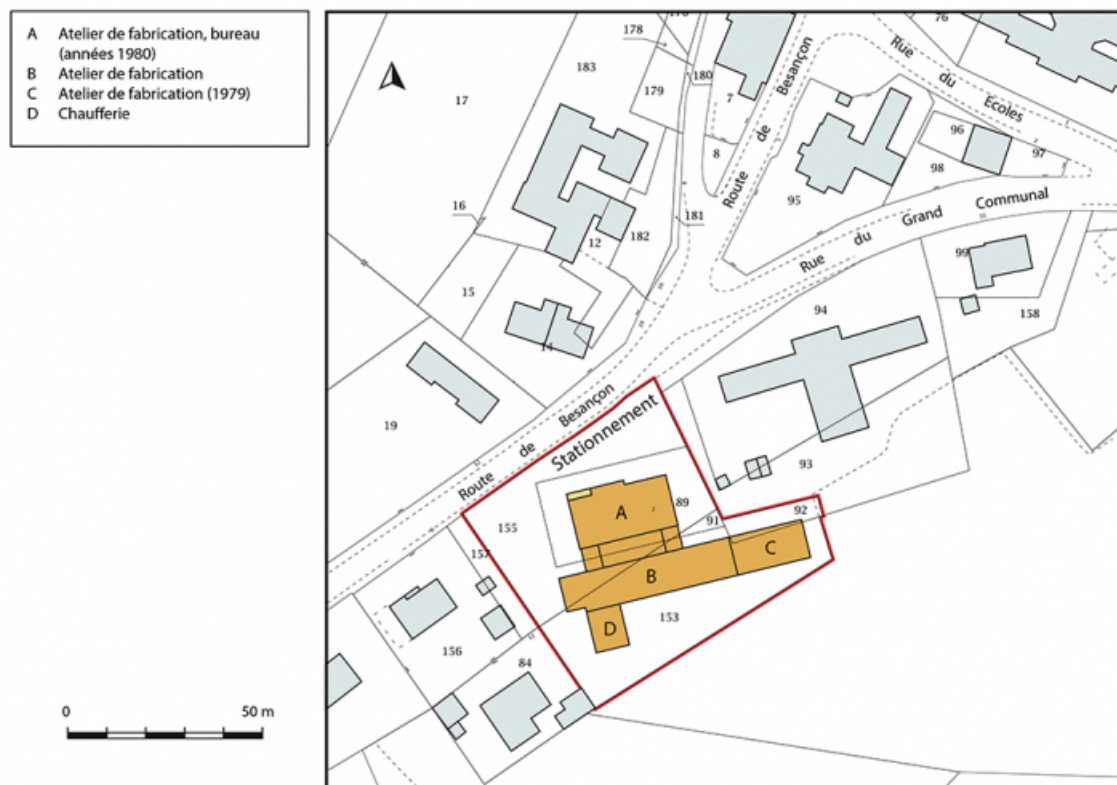 A Atelier de fabrication, bureau
(années 1980)
B Atelier de fabrication
C Atelier de fabrication (1979)
D Chaufferie
0 50 m
178
183
76
17
179
180
7
Route de Besançon
Rue du Ecoles
96
97
8
98
95
16
181
182
12
Rue du Grand Communal
99
15
94
158
14
19
Route de Besançon
Stationnement
93
89
92
155
A
91
157
C
B
153
D
156
84